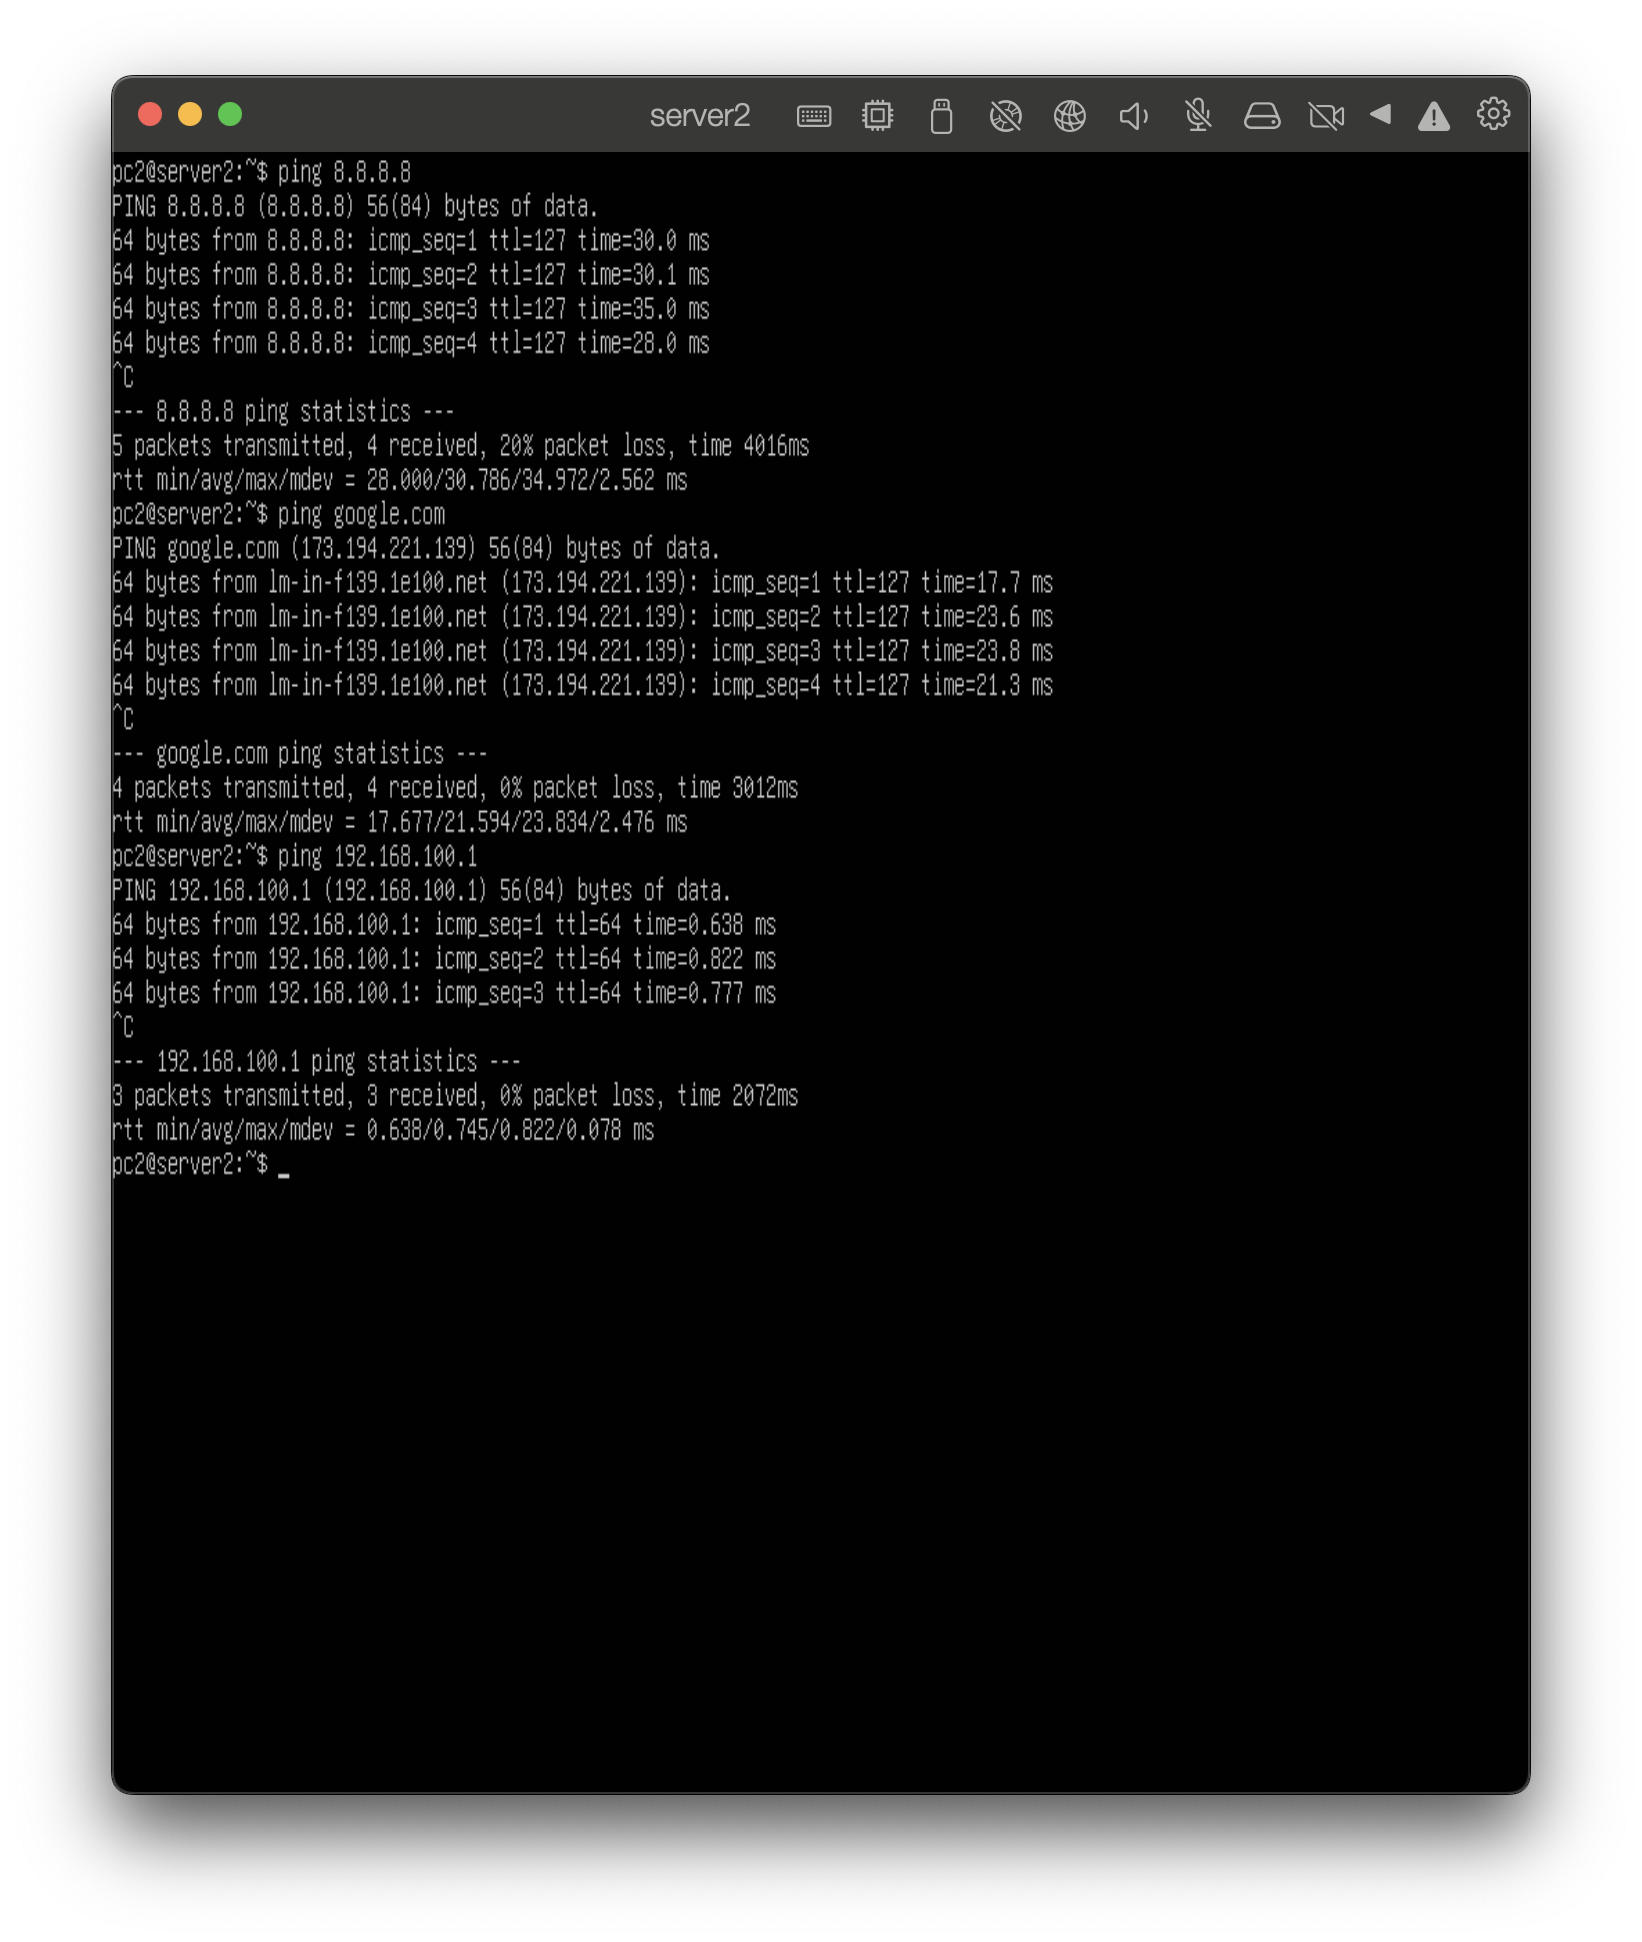 server2
pc2@server2:~$ ping 8.8.8.8
PING 8.8.8.8 (8.8.8.8) 56(84) bytes of data.
64 bytes from 8.8.8.8: icmp_seq=1 ttl=127 time=30.0 ms
64 bytes from 8.8.8.8: icmp_seq=2 ttl=127 time=30.1 ms
64 bytes from 8.8.8.8: icmp_seq=3 ttl=127 time=35.0 ms
64 bytes from 8.8.8.8: icmp_seq=4 ttl=127 time=28.0 ms
^C
--- 8.8.8.8 ping statistics ---
5 packets transmitted, 4 received, 20% packet loss, time 4016ms
rtt min/avg/max/mdev = 28.000/30.786/34.972/2.562 ms
pc2@server2:~$ ping google.com
PING google.com (173.194.221.139) 56(84) bytes of data.
64 bytes from lm-in-f139.1e100.net (173.194.221.139): icmp_seq=1 ttl=127 time=17.7 ms
64 bytes from lm-in-f139.1e100.net (173.194.221.139): icmp_seq=2 ttl=127 time=23.6 ms
64 bytes from lm-in-f139.1e100.net (173.194.221.139): icmp_seq=3 ttl=127 time=23.8 ms
64 bytes from lm-in-f139.1e100.net (173.194.221.139): icmp_seq=4 ttl=127 time=21.3 ms
^C
--- google.com ping statistics ---
4 packets transmitted, 4 received, 0% packet loss, time 3012ms
rtt min/avg/max/mdev = 17.677/21.594/23.834/2.476 ms
pc2@server2:~$ ping 192.168.100.1
PING 192.168.100.1 (192.168.100.1) 56(84) bytes of data.
64 bytes from 192.168.100.1: icmp_seq=1 ttl=64 time=0.638 ms
64 bytes from 192.168.100.1: icmp_seq=2 ttl=64 time=0.822 ms
64 bytes from 192.168.100.1: icmp_seq=3 ttl=64 time=0.777 ms
^C
--- 192.168.100.1 ping statistics ---
3 packets transmitted, 3 received, 0% packet loss, time 2072ms
rtt min/avg/max/mdev = 0.638/0.745/0.822/0.078 ms
pc2@server2:~$ _